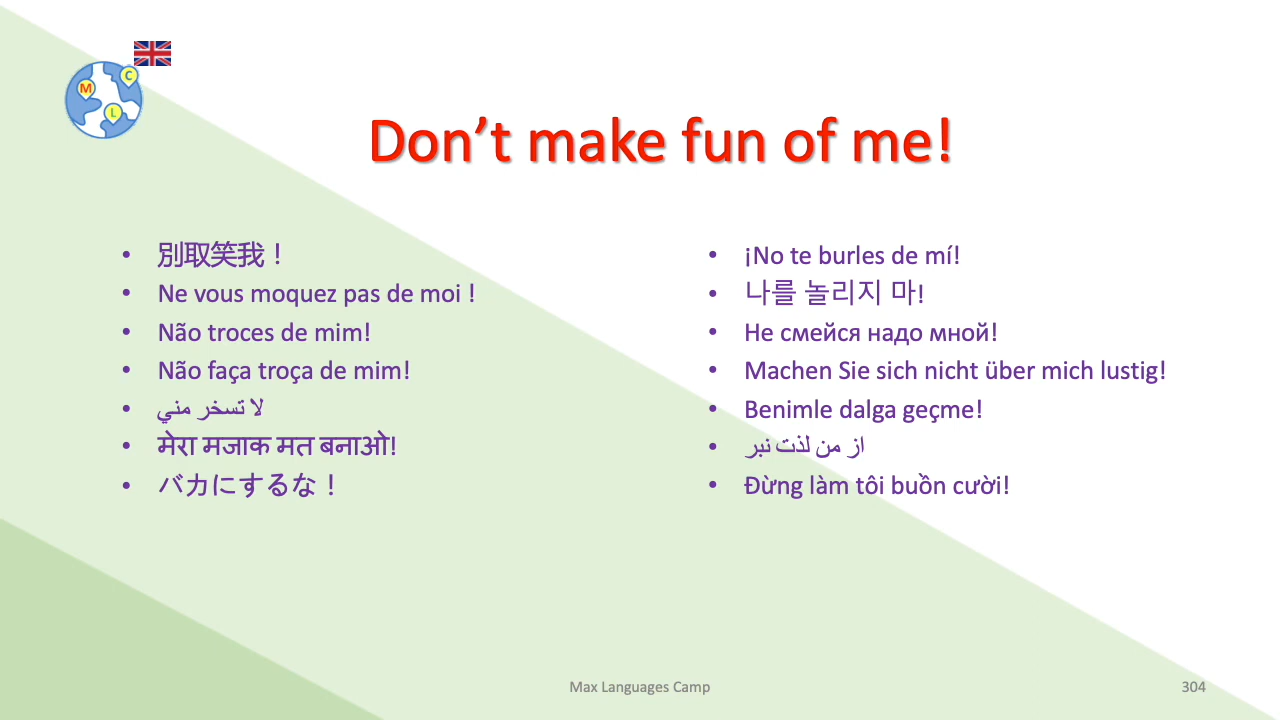 C
M
L
Don’t make fun of me!
• 別取笑我！
• Ne vous moquez pas de moi !
• Não troces de mim!
• Não faça troça de mim!
• لا تسخر مني
• मेरा मजाक मत बनाओ!
• バカにするな！
• ¡No te burles de mí!
• 나를 놀리지 마!
• Не смейся надо мной!
• Machen Sie sich nicht über mich lustig!
• Benimle dalga geçme!
• از من لذت نبر
• Đừng làm tôi buồn cười!
Max Languages Camp
304